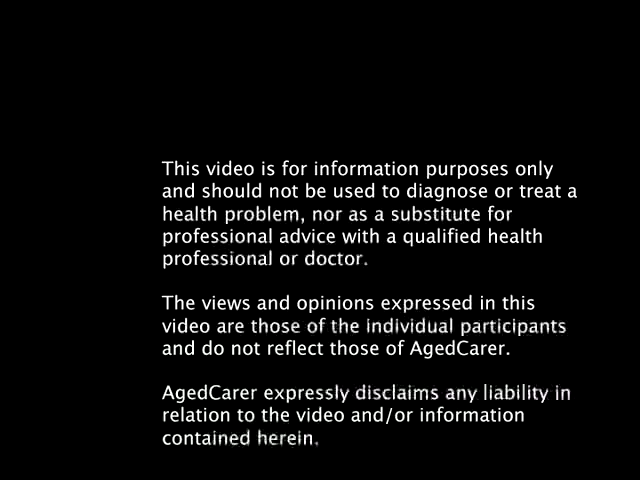 This video is for information purposes only
and should not be used to diagnose or treat a
health problem, nor as a substitute for
professional advice with a qualified health
professional or doctor.
The views and opinions expressed in this
video are those of the individual participants
and do not reflect those of AgedCarer.
AgedCarer expressly disclaims any liability in
relation to the video and/or information
contained herein.